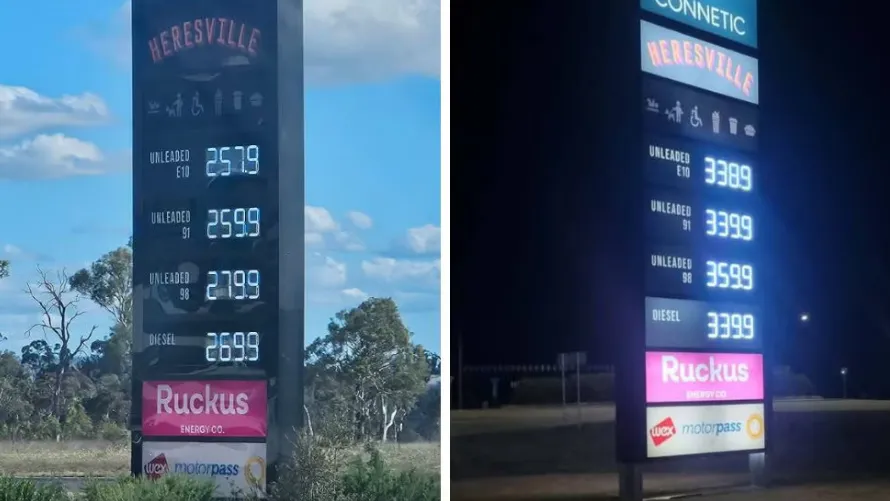 HERESVILLE
UNLEADED
E10
257.9
UNLEADED
91
259.9
UNLEADED
98
279.9
DIESEL
269.9
Ruckus
ENERGY CO.
wex motorpass
CONNETIC
HERESVILLE
UNLEADED
E10
338.9
UNLEADED
91
339.9
UNLEADED
98
359.9
DIESEL
339.9
Ruckus
ENERGY CO.
wex motorpass